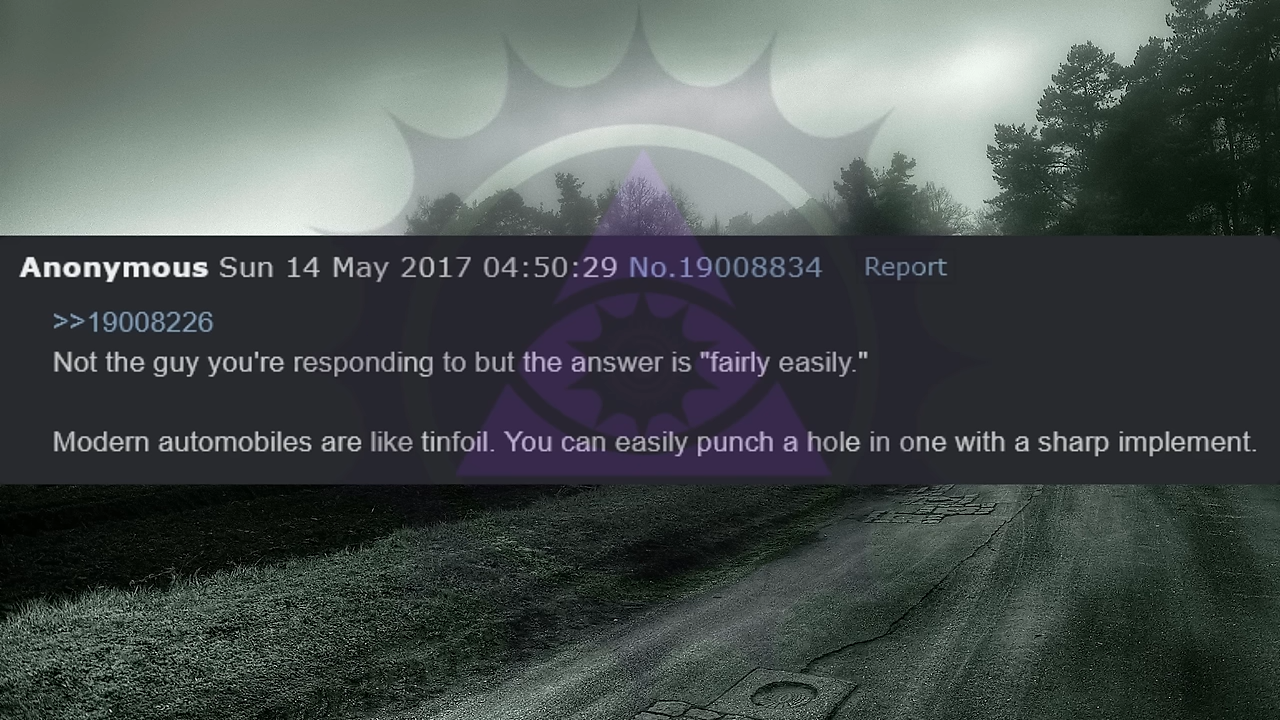 Anonymous Sun 14 May 2017 04:50:29 No.19008834 Report
>>19008226
Not the guy you're responding to but the answer is "fairly easily."
Modern automobiles are like tinfoil. You can easily punch a hole in one with a sharp implement.